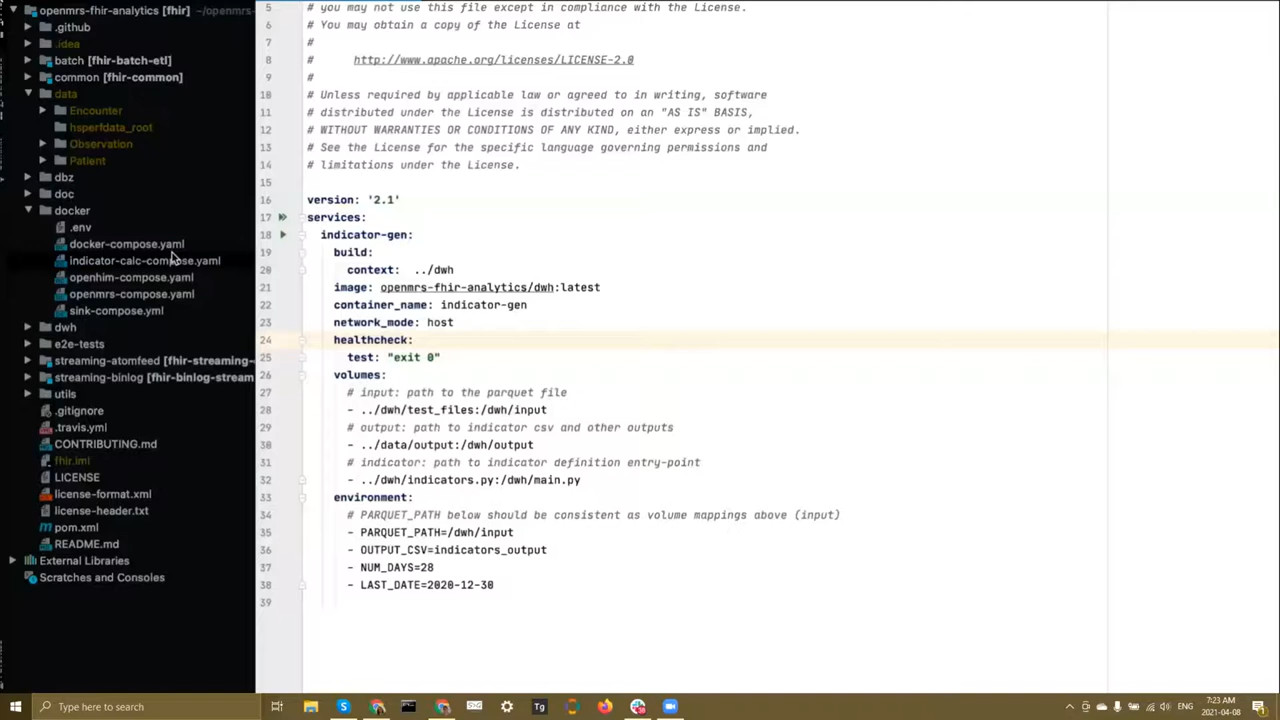 openmrs-fhir-analytics [fhir] ~/openmrs-fhir
.github
.idea
batch [fhir-batch-etl]
common [fhir-common]
data
Encounter
hsperfdata_root
Observation
Patient
dbz
doc
docker
.env
docker-compose.yaml
indicator-calc-compose.yaml
openhim-compose.yaml
openmrs-compose.yaml
sink-compose.yml
dwh
e2e-tests
streaming-atomfeed [fhir-streaming-
streaming-binlog [fhir-binlog-stream
utils
.gitignore
.travis.yml
CONTRIBUTING.md
fhir.iml
LICENSE
license-format.xml
license-header.txt
pom.xml
README.md
External Libraries
Scratches and Consoles
5 # you may not use this file except in compliance with the License.
6 # You may obtain a copy of the License at
7 #
8 # http://www.apache.org/licenses/LICENSE-2.0
9 #
10 # Unless required by applicable law or agreed to in writing, software
11 # distributed under the License is distributed on an "AS IS" BASIS,
12 # WITHOUT WARRANTIES OR CONDITIONS OF ANY KIND, either express or implied.
13 # See the License for the specific language governing permissions and
14 # limitations under the License.
15
16 version: '2.1'
17 services:
18 indicator-gen:
19 build:
20 context: ../dwh
21 image: openmrs-fhir-analytics/dwh:latest
22 container_name: indicator-gen
23 network_mode: host
24 healthcheck:
25 test: "exit 0"
26 volumes:
27 # input: path to the parquet file
28 - ../dwh/test_files:/dwh/input
29 # output: path to indicator csv and other outputs
30 - ../data/output:/dwh/output
31 # indicator: path to indicator definition entry-point
32 - ../dwh/indicators.py:/dwh/main.py
33 environment:
34 # PARQUET_PATH below should be consistent as volume mappings above (input)
35 - PARQUET_PATH=/dwh/input
36 - OUTPUT_CSV=indicators_output
37 - NUM_DAYS=28
38 - LAST_DATE=2020-12-30
39
Type here to search
Tg
ENG
7:23 AM
2021-04-08